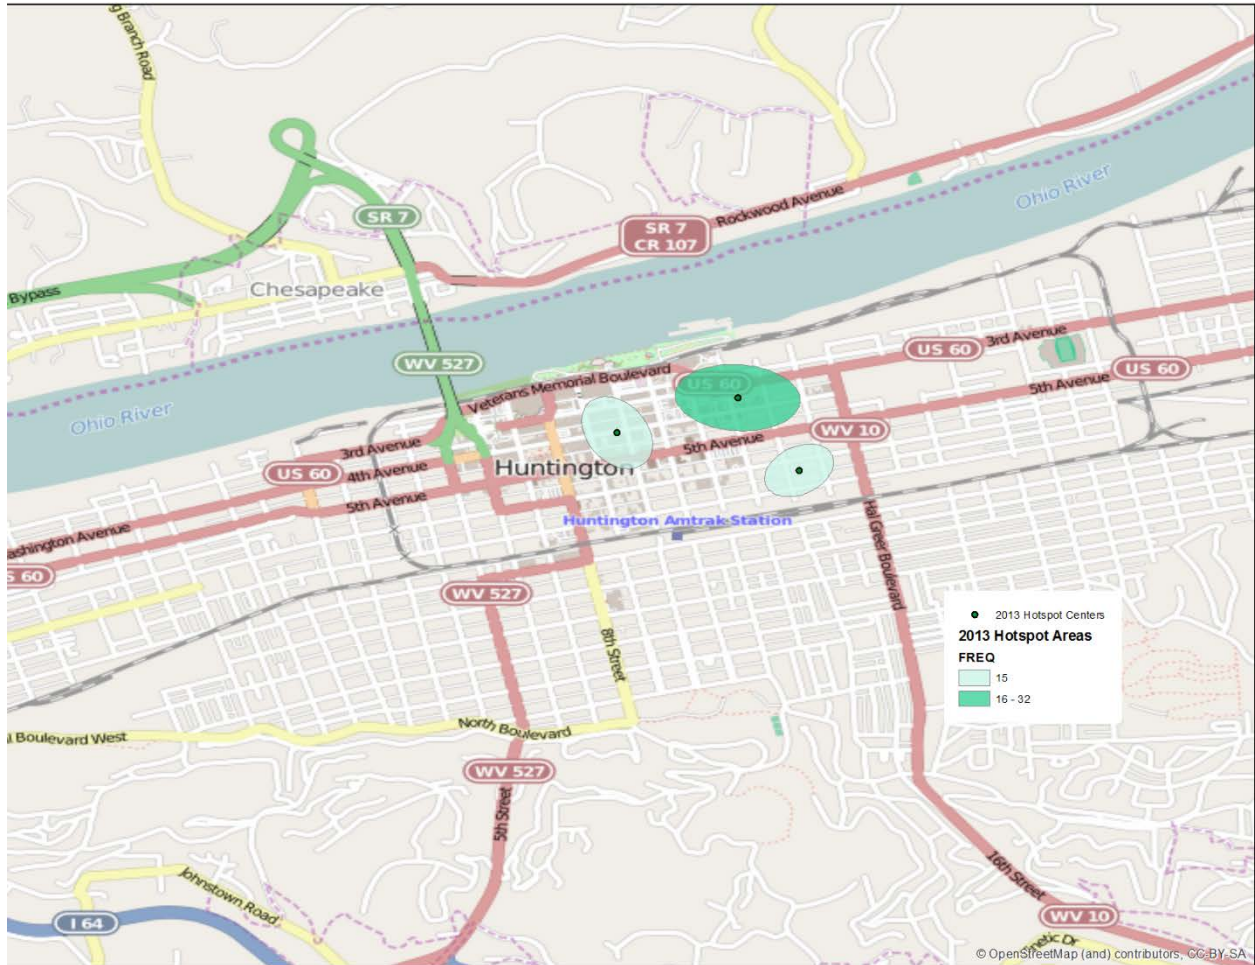 g Branch Road
SR 7
SR 7
CR 107
Rockwood Avenue
Ohio River
Bypass
Chesapeake
WV 527
US 60
3rd Avenue
US 60
5th Avenue
Veterans Memorial Boulevard
US 60
Ohio River
3rd Avenue
US 60
4th Avenue
5th Avenue
Huntington
5th Avenue
WV 10
ashington Avenue
S 60
Huntington Amtrak Station
WV 527
Hal Greer Boulevard
8th Street
2013 Hotspot Centers
2013 Hotspot Areas
FREQ
15
16 - 32
North Boulevard
l Boulevard West
WV 527
5th Street
16th Street
Johnstown Road
I 64
WV 10
netic Dr
© OpenStreetMap (and) contributors, CC-BY-SA